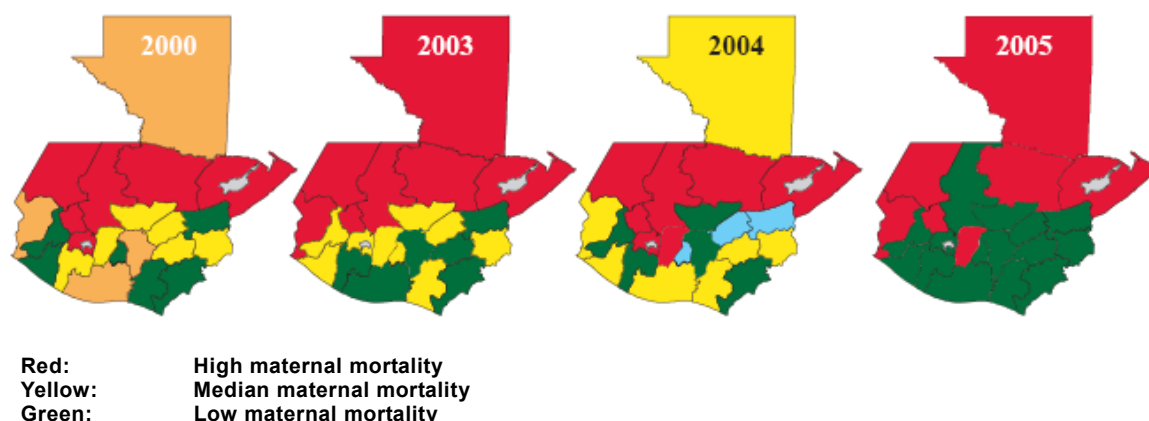 2000 2003 2004 2005
Red: High maternal mortality
Yellow: Median maternal mortality
Green: Low maternal mortality